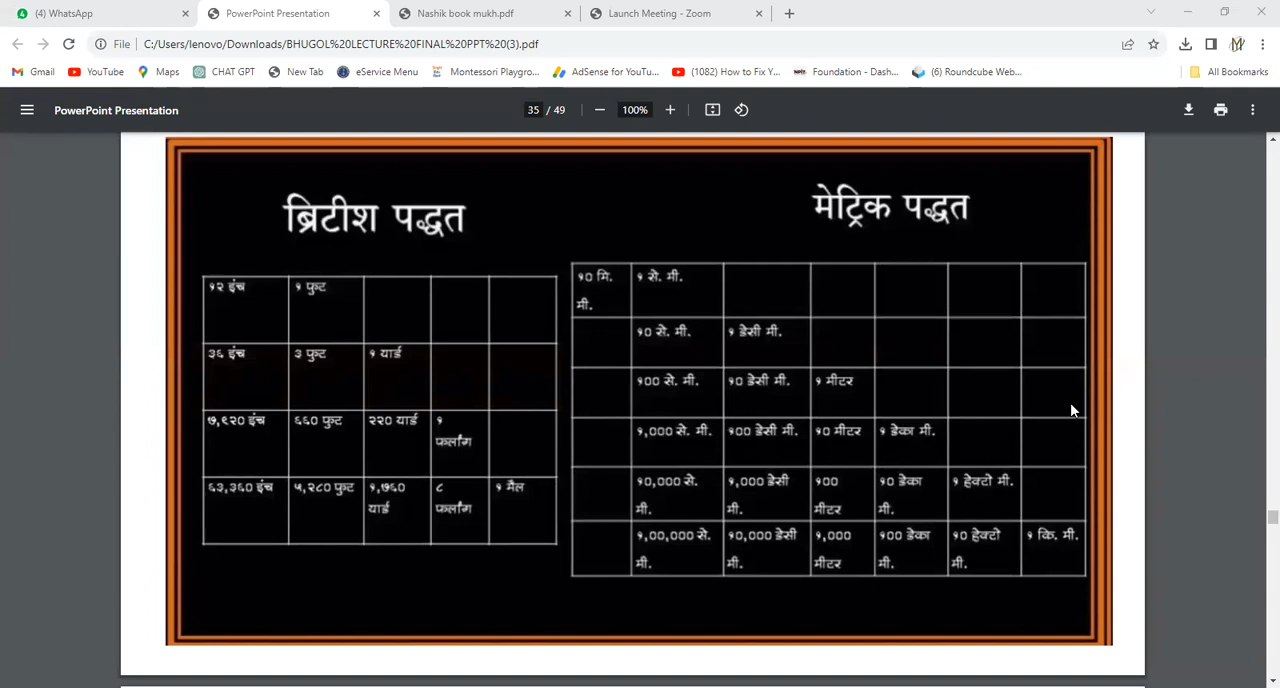 (4) WhatsApp
PowerPoint Presentation
Nashik book mukh.pdf
Launch Meeting - Zoom
File
C:/Users/lenovo/Downloads/BHUGOL%20LECTURE%20FINAL%20PPT%20(3).pdf
Gmail
YouTube
Maps
CHAT GPT
New Tab
eService Menu
Montessori Playgro...
AdSense for YouTu...
(1082) How to Fix Y...
Foundation - Dash...
(6) Roundcube Web...
All Bookmarks
PowerPoint Presentation
35 / 49
100%
ब्रिटीश पद्धत
१२ इंच १ फुट
३६ इंच ३ फुट १ यार्ड
७,९२० इंच ६६० फुट २२० यार्ड १
फर्लांग
६३,३६० इंच ५,२८० फुट १,७६० ८ १ मैल
यार्ड फर्लांग
मेट्रिक पद्धत
१० मि. १ से. मी.
मी.
१० से. मी. १ डेसी मी.
१०० से. मी. १० डेसी मी. १ मीटर
१,००० से. मी. १०० डेसी मी. १० मीटर १ डेका मी.
१०,००० से. १,००० डेसी १०० १० डेका १ हेक्टो मी.
मी. मी. मीटर मी.
१,००,००० से. १०,००० डेसी १,००० १०० डेका १० हेक्टो १ कि. मी.
मी. मी. मीटर मी. मी.